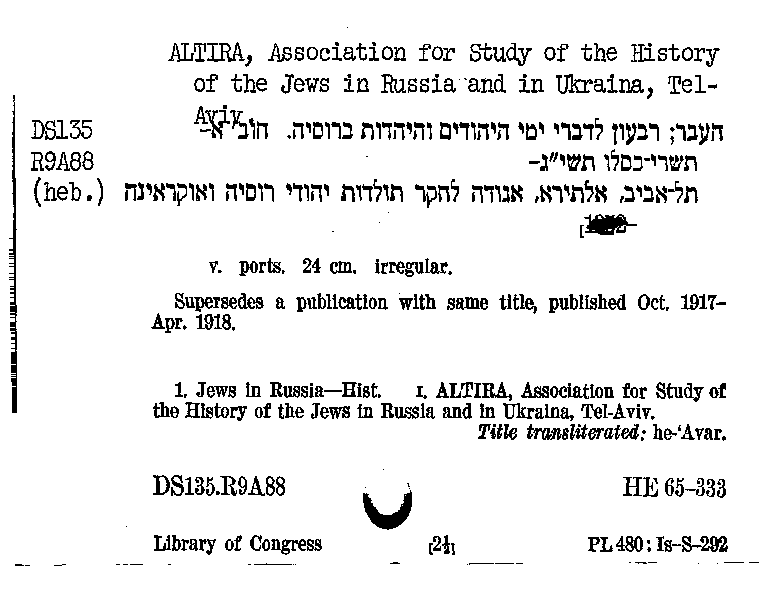 ALTIRA, Association for Study of the History
of the Jews in Russia and in Ukraina, Tel-
Aviv.
DS135 העבר; רבעון לדברי ימי היהודים והיהדות ברוסיה. חוב׳ א-
R9A88 תשרי-כסלו תשי״ג-
(heb.) תל-אביב, אלתירא, אגודה להקר תולדות יהודי רוסיה ואוקראינה
v. ports. 24 cm. irregular.
Supersedes a publication with same title, published Oct. 1917-
Apr. 1918.
1. Jews in Russia—Hist. I. ALTIRA, Association for Study of
the History of the Jews in Russia and in Ukraina, Tel-Aviv.
Title transliterated: he-‘Avar.
DS135.R9A88 HE 65-333
Library of Congress PL 480: Is-S-292